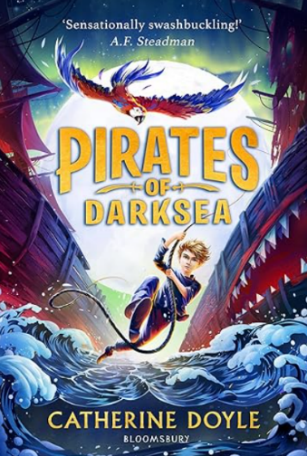 ‘Sensationally swashbuckling!’
A.F. Steadman
PIRATES
OF
DARKSEA
CATHERINE DOYLE
BLOOMSBURY